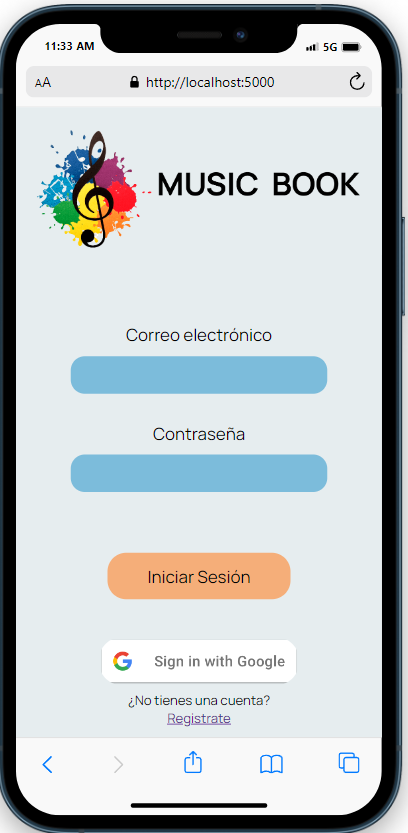 11:33 AM 5G
AA http://localhost:5000
MUSIC BOOK
Correo electrónico
Contraseña
Iniciar Sesión
Sign in with Google
¿No tienes una cuenta?
Registrate